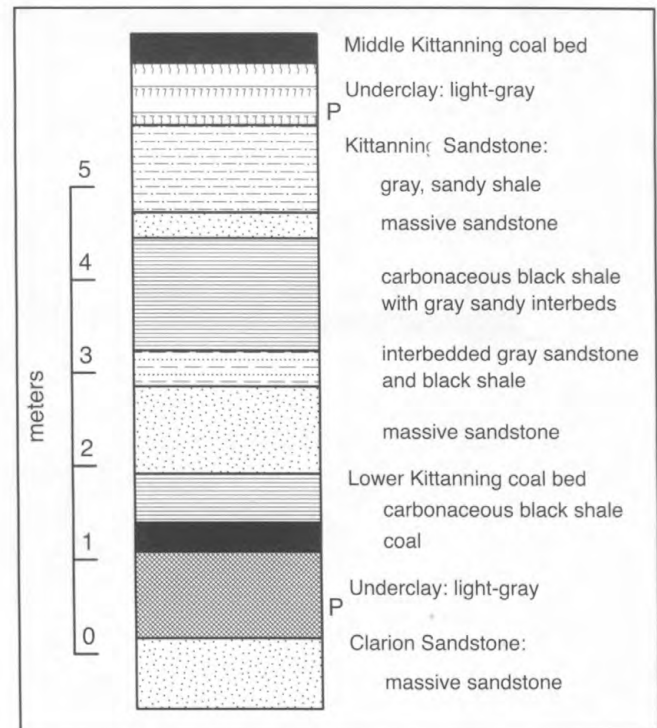 Middle Kittanning coal bed
Underclay: light-gray
P
Kittanning Sandstone:
gray, sandy shale
massive sandstone
carbonaceous black shale
with gray sandy interbeds
interbedded gray sandstone
and black shale
massive sandstone
Lower Kittanning coal bed
carbonaceous black shale
coal
Underclay: light-gray
P
Clarion Sandstone:
massive sandstone
5
4
3
2
1
0
meters